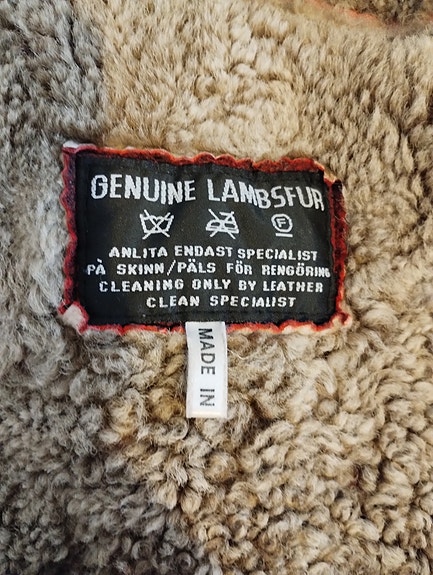 GENUINE LAMBSFUR
F
ANLITA ENDAST SPECIALIST
PÅ SKINN/PÄLS FÖR RENGÖRING
CLEANING ONLY BY LEATHER
CLEAN SPECIALIST
MADE IN